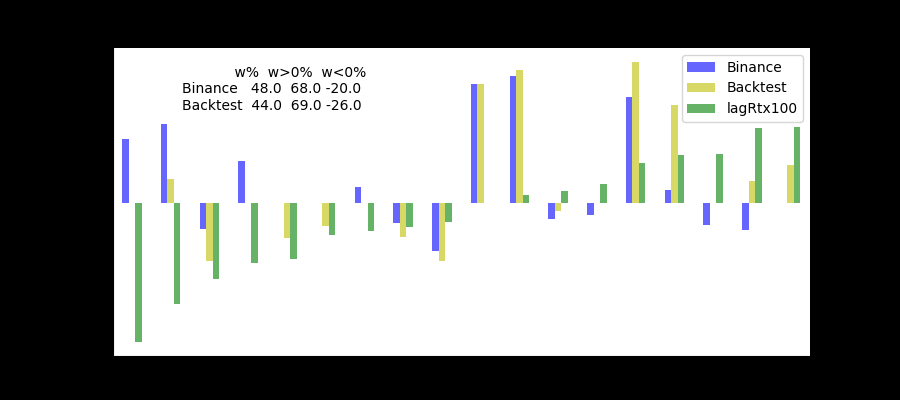 w% w>0% w<0%
Binance 48.0 68.0 -20.0
Backtest 44.0 69.0 -26.0
Binance
Backtest
lagRtx100